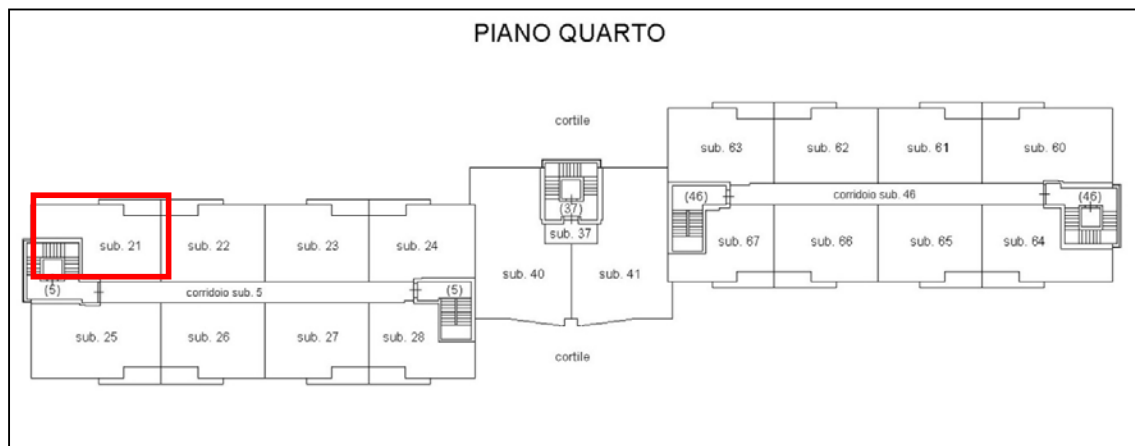 PIANO QUARTO
cortile
sub. 63
sub. 62
sub. 61
sub. 60
(46)
corridoio sub. 46
(46)
(37)
sub. 37
sub. 21
sub. 22
sub. 23
sub. 24
sub. 67
sub. 66
sub. 65
sub. 64
sub. 40
sub. 41
(5)
corridoio sub. 5
(5)
sub. 25
sub. 26
sub. 27
sub. 28
cortile